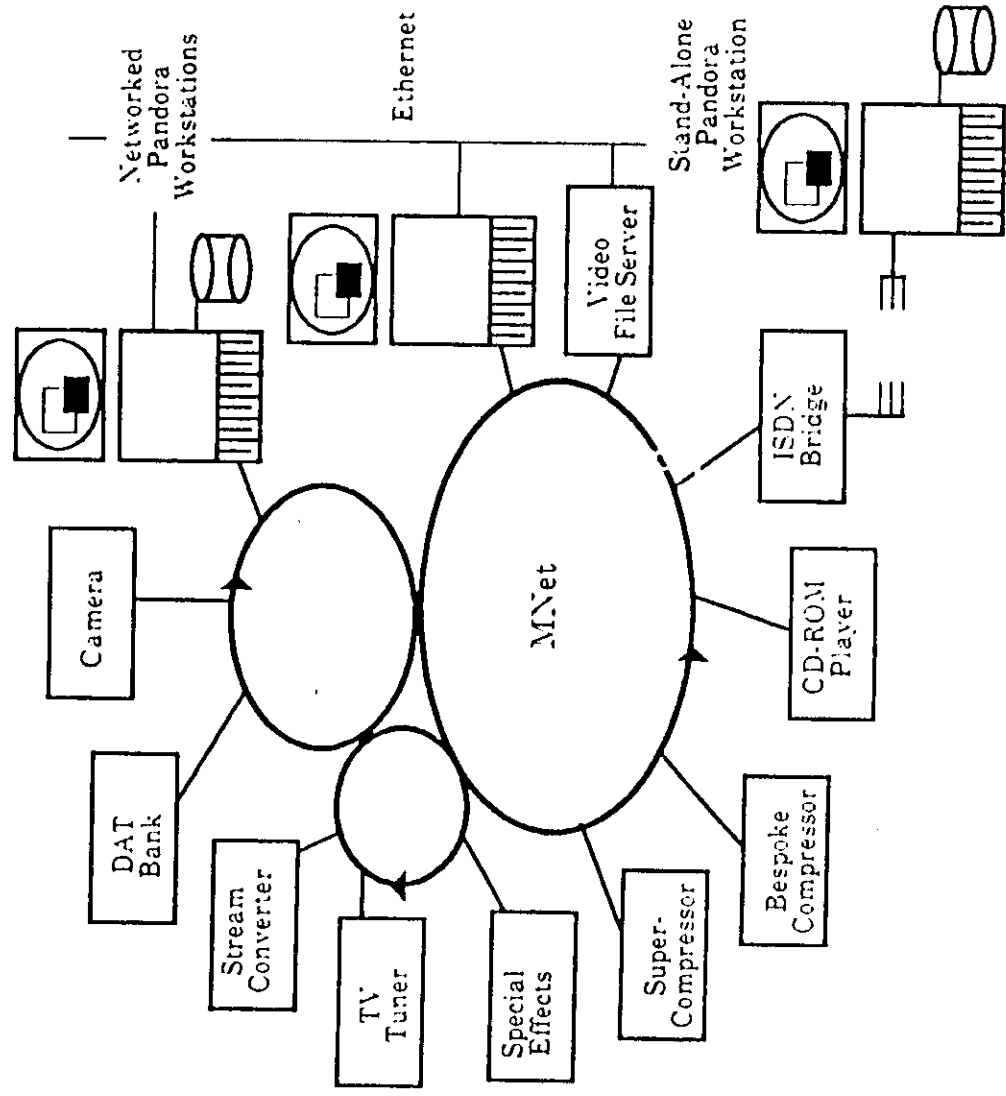 Networked
Pandora
Workstations
Ethernet
Stand-Alone
Pandora
Workstation
Camera
Video
File Server
DAT
Bank
MNet
ISDN
Bridge
Stream
Converter
TV
Tuner
CD-ROM
Player
Special
Effects
Super-
Compressor
Bespoke
Compressor